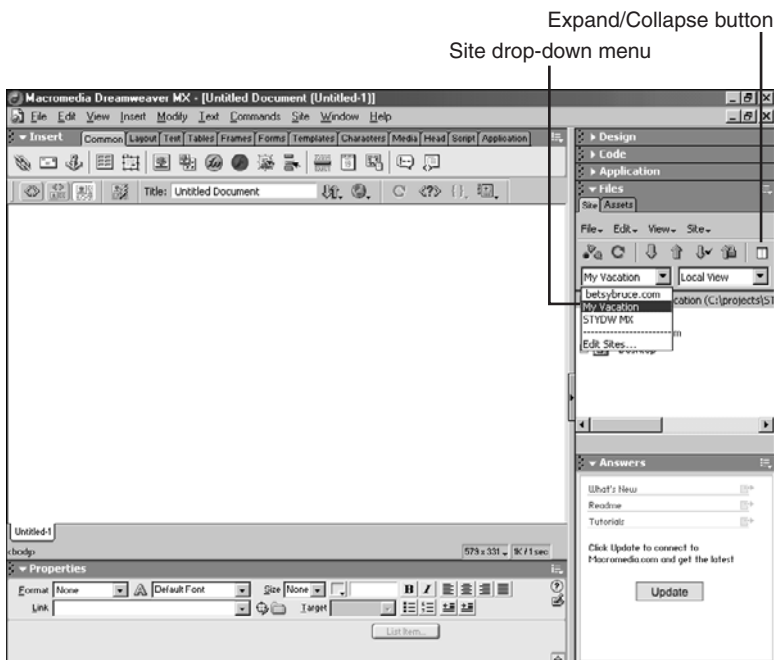 Expand/Collapse button
Site drop-down menu
Macromedia Dreamweaver MX - [Untitled Document (Untitled-1)]
File Edit View Insert Modify Text Commands Site Window Help
Insert Common Layout Text Tables Frames Forms Templates Characters Media Head Script Application
Title: Untitled Document
Design
Code
Application
Files
Site Assets
File Edit View Site
My Vacation Local View
betsybruce.com
My Vacation
STYDW MX
Edit Sites...
cation (C:\projects\ST
m
Desktop
Answers
What's New
Readme
Tutorials
Click Update to connect to
Macromedia.com and get the latest
Update
Untitled-1
<body> 579 x 331 1K / 1 sec
Properties
Format None Default Font Size None B I
Link Target
List Item...